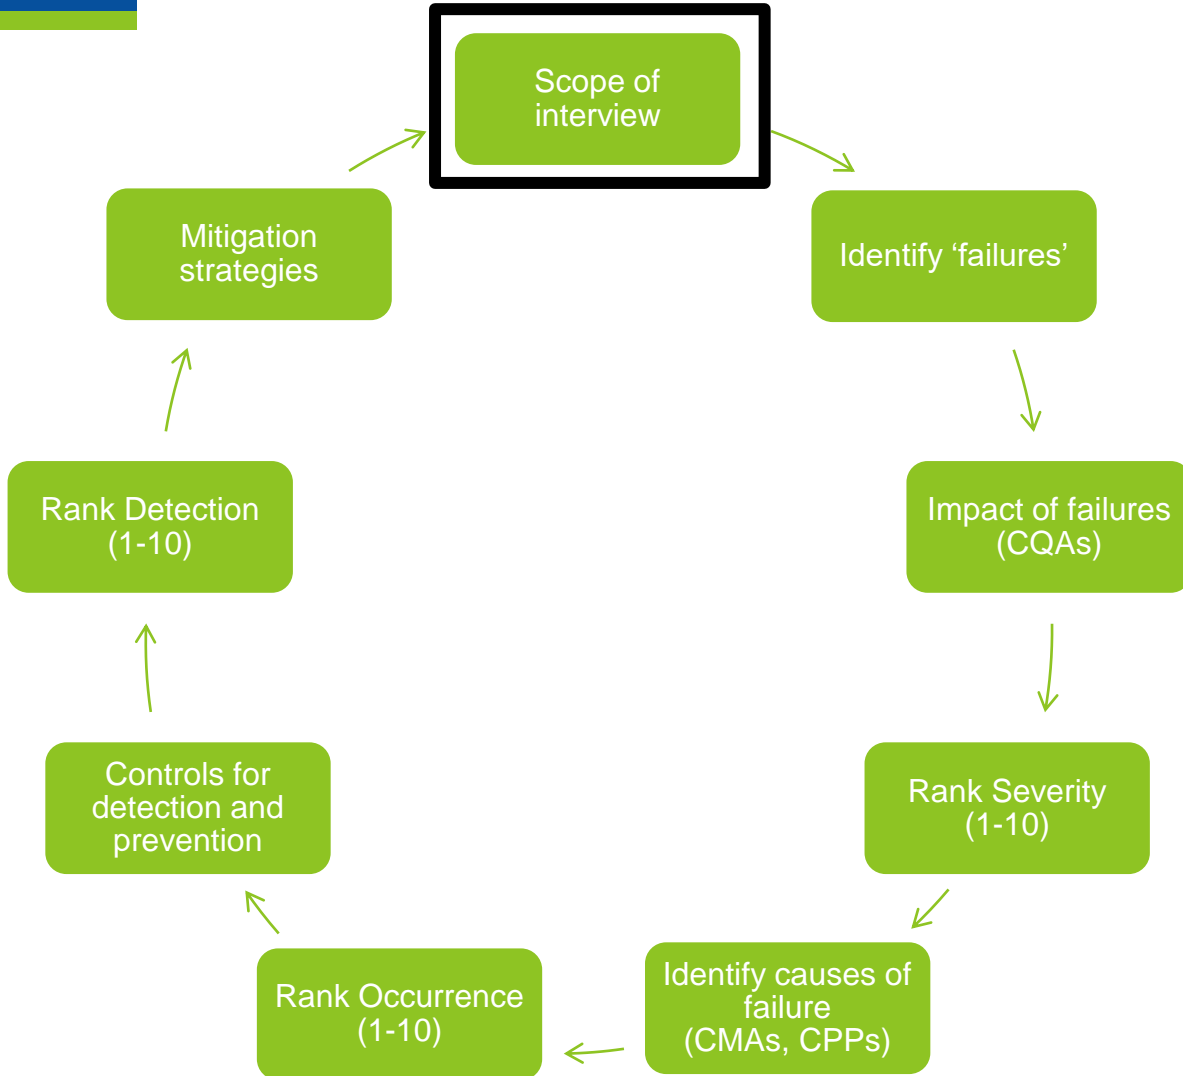 Scope of
interview
Identify ‘failures’
Impact of failures
(CQAs)
Rank Severity
(1-10)
Identify causes of
failure
(CMAs, CPPs)
Rank Occurrence
(1-10)
Controls for
detection and
prevention
Rank Detection
(1-10)
Mitigation
strategies